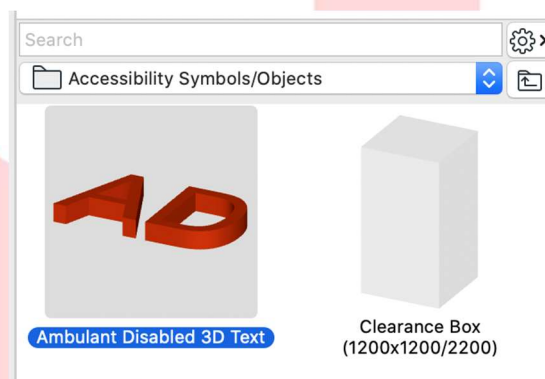 Search
Accessibility Symbols/Objects
AD
Ambulant Disabled 3D Text
Clearance Box
(1200x1200/2200)